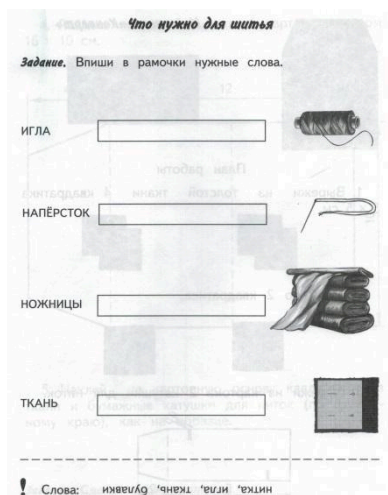 Что нужно для шитья
Задание. Впиши в рамочки нужные слова.
ИГЛА
НАПЁРСТОК
НОЖНИЦЫ
ТКАНЬ
! Слова: нитка, игла, ткань, булавки